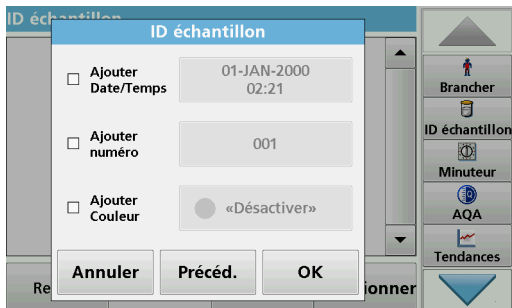 ID échantillon
ID échantillon
Ajouter
Date/Temps
01-JAN-2000
02:21
Ajouter
numéro
001
Ajouter
Couleur
«Désactiver»
Annuler
Précéd.
OK
Brancher
ID échantillon
Minuteur
AQA
Tendances